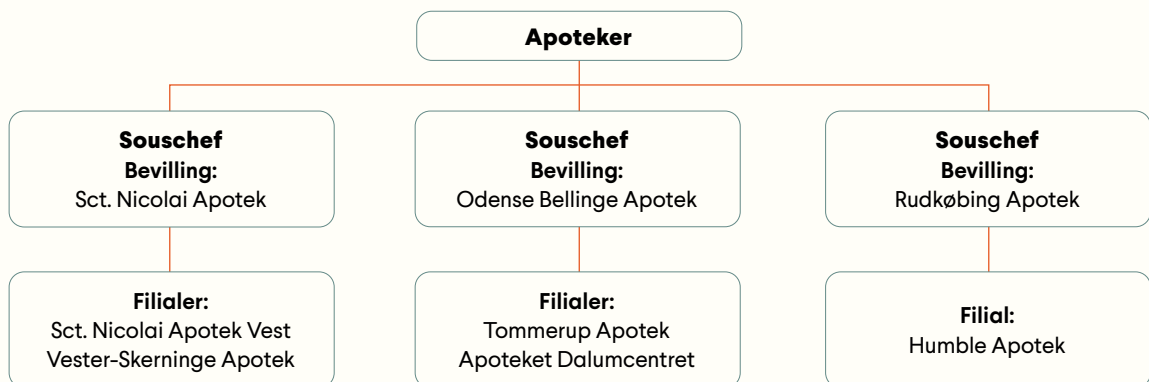 Apoteker
Souschef
Bevilling:
Sct. Nicolai Apotek
Souschef
Bevilling:
Odense Bellinge Apotek
Souschef
Bevilling:
Rudkøbing Apotek
Filialer:
Sct. Nicolai Apotek Vest
Vester-Skerninge Apotek
Filialer:
Tommerup Apotek
Apoteket Dalumcentret
Filial:
Humble Apotek